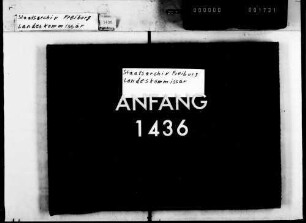 Staatsarchiv Freiburg
Landeskommissär
Staatsarchiv Freiburg
Landeskommissär
ANFANG
1436